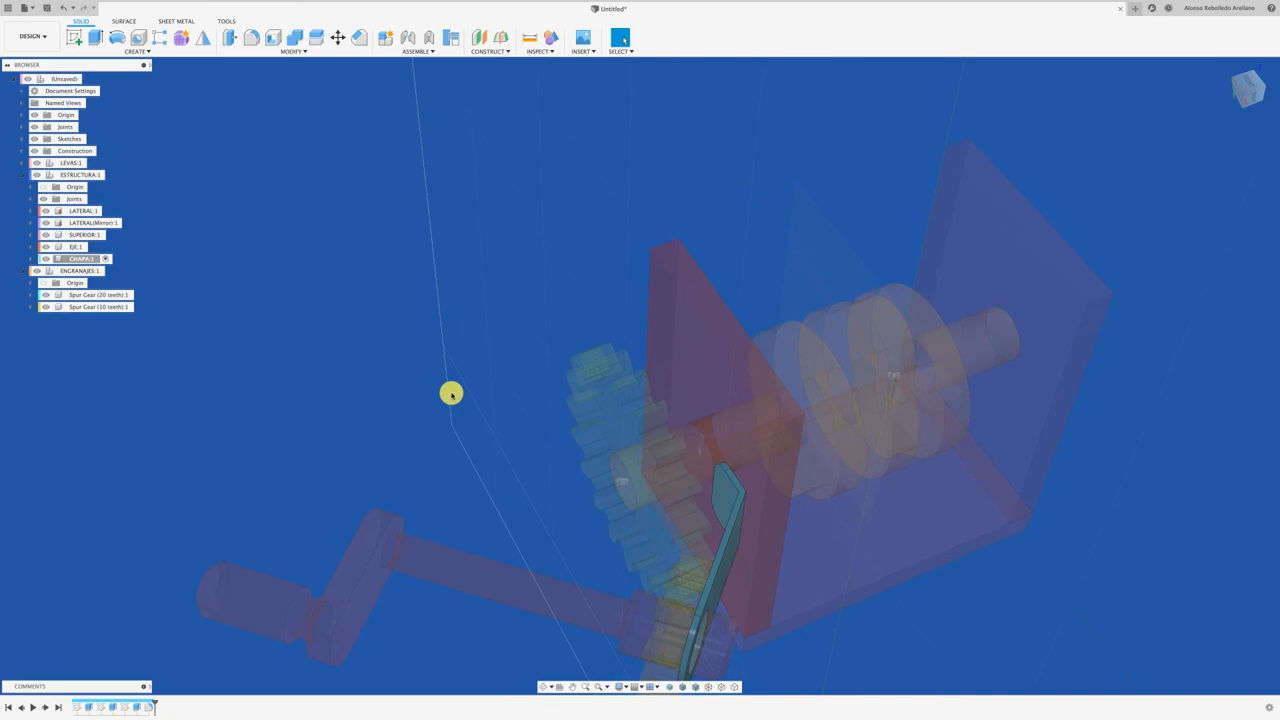 Untitled*
Alonso Rebolledo Arellano
SOLID
SURFACE
SHEET METAL
TOOLS
DESIGN
CREATE
MODIFY
ASSEMBLE
CONSTRUCT
INSPECT
INSERT
SELECT
BROWSER
(Unsaved)
Document Settings
Named Views
Origin
Joints
Sketches
Construction
LEVAS:1
ESTRUCTURA:1
Origin
Joints
LATERAL:1
LATERAL(Mirror):1
SUPERIOR:1
EJE:1
CHAPA:1
ENGRANAJES:1
Origin
Spur Gear (20 teeth):1
Spur Gear (10 teeth):1
COMMENTS